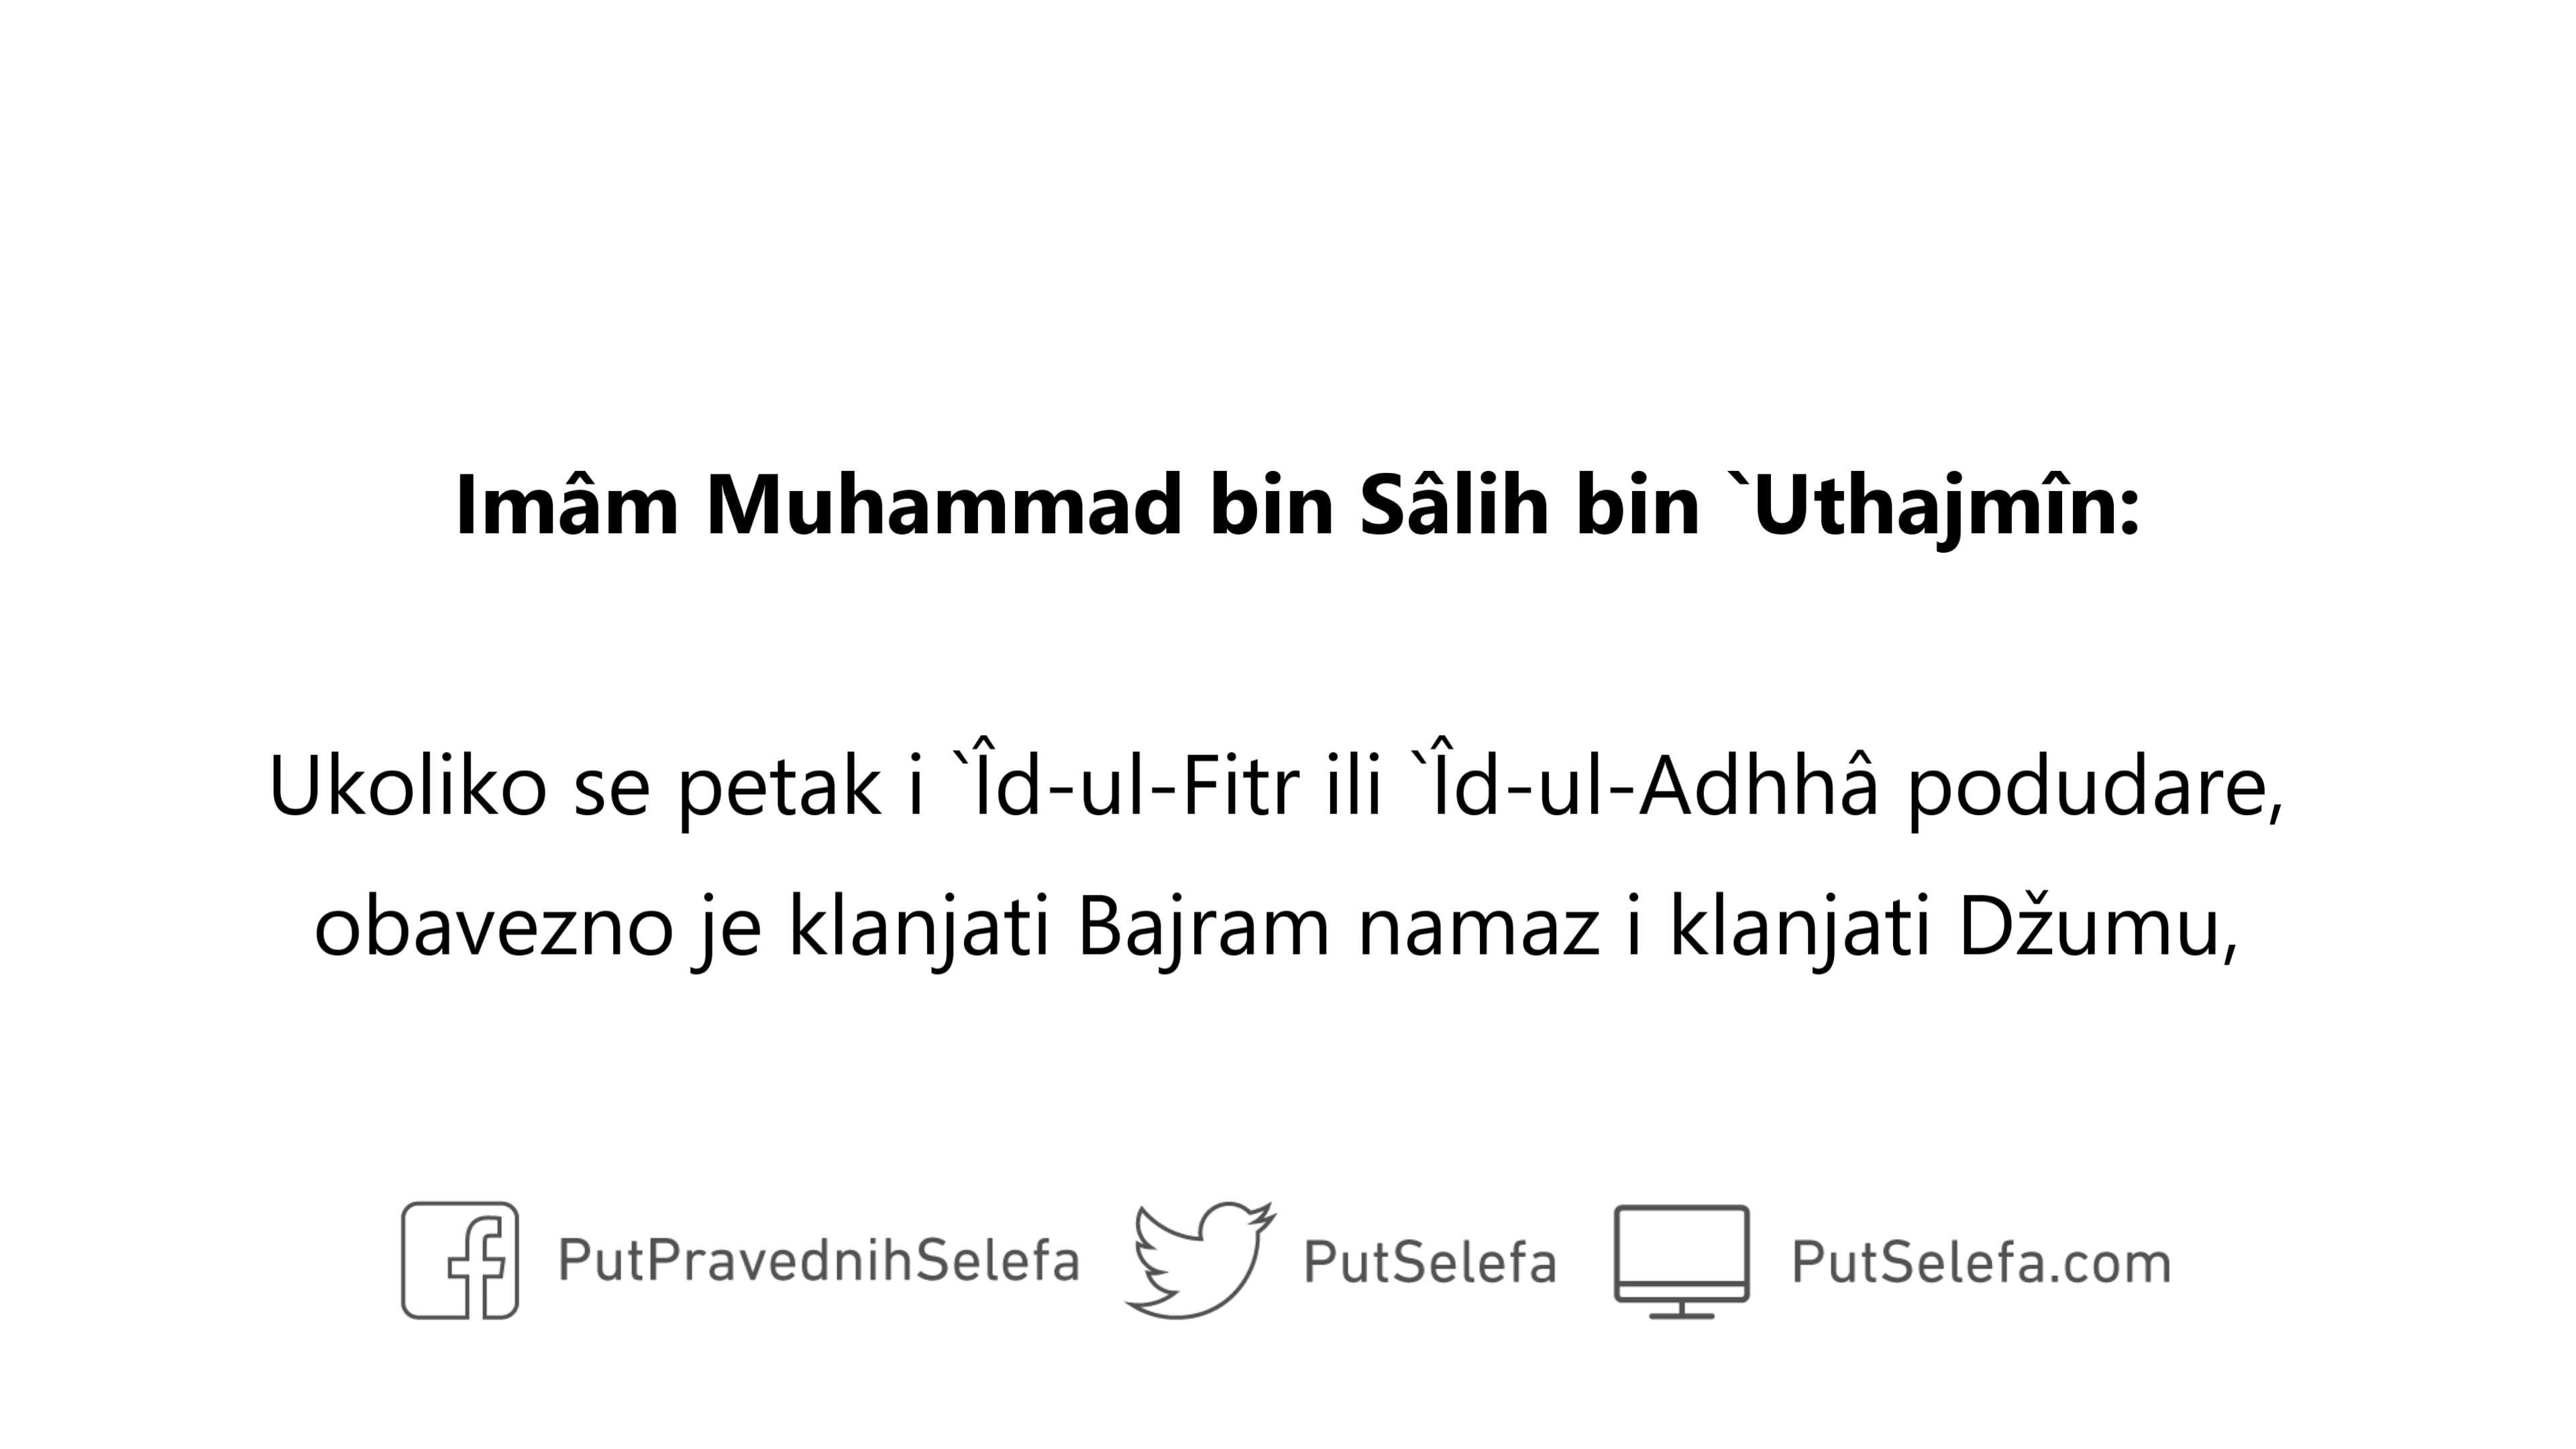 Imâm Muhammad bin Sâlih bin `Uthajmîn:
Ukoliko se petak i `Îd-ul-Fitr ili `Îd-ul-Adhhâ podudare,
obavezno je klanjati Bajram namaz i klanjati Džumu,
PutPravednihSelefa PutSelefa PutSelefa.com